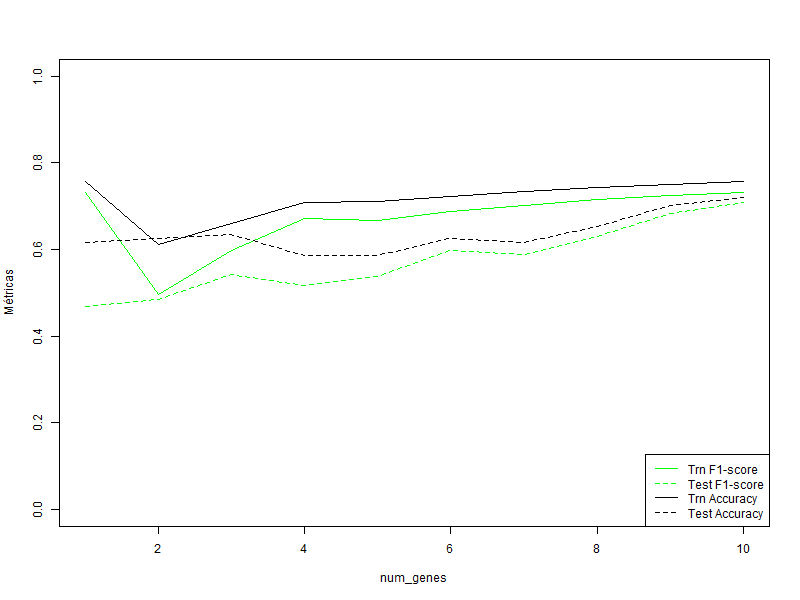 1.0
0.8
0.6
0.4
0.2
0.0
Métricas
2 4 6 8 10
num_genes
Trn F1-score
Test F1-score
Trn Accuracy
Test Accuracy